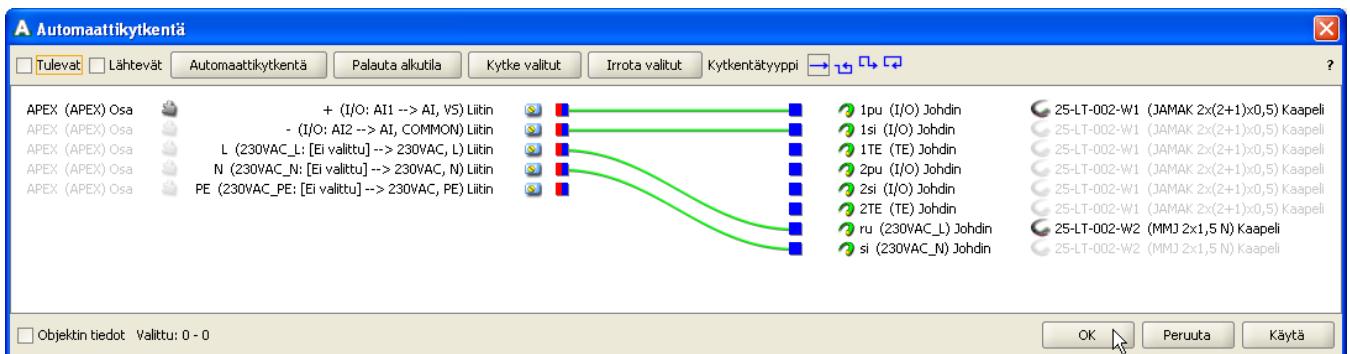 A Automaattikytkentä
Tulevat Lähtevät Automaattikytkentä Palauta alkutila Kytke valitut Irrota valitut Kytkentätyyppi ?
APEX (APEX) Osa + (I/O: AI1 --> AI, VS) Liitin 1pu (I/O) Johdin 25-LT-002-W1 (JAMAK 2x(2+1)x0,5) Kaapeli
APEX (APEX) Osa - (I/O: AI2 --> AI, COMMON) Liitin 1si (I/O) Johdin 25-LT-002-W1 (JAMAK 2x(2+1)x0,5) Kaapeli
APEX (APEX) Osa L (230VAC_L: [Ei valittu] --> 230VAC, L) Liitin 1TE (TE) Johdin 25-LT-002-W1 (JAMAK 2x(2+1)x0,5) Kaapeli
APEX (APEX) Osa N (230VAC_N: [Ei valittu] --> 230VAC, N) Liitin 2pu (I/O) Johdin 25-LT-002-W1 (JAMAK 2x(2+1)x0,5) Kaapeli
APEX (APEX) Osa PE (230VAC_PE: [Ei valittu] --> 230VAC, PE) Liitin 2si (I/O) Johdin 25-LT-002-W1 (JAMAK 2x(2+1)x0,5) Kaapeli
2TE (TE) Johdin 25-LT-002-W1 (JAMAK 2x(2+1)x0,5) Kaapeli
ru (230VAC_L) Johdin 25-LT-002-W2 (MMJ 2x1,5 N) Kaapeli
si (230VAC_N) Johdin 25-LT-002-W2 (MMJ 2x1,5 N) Kaapeli
Objektin tiedot Valittu: 0 - 0 OK Peruuta Käytä